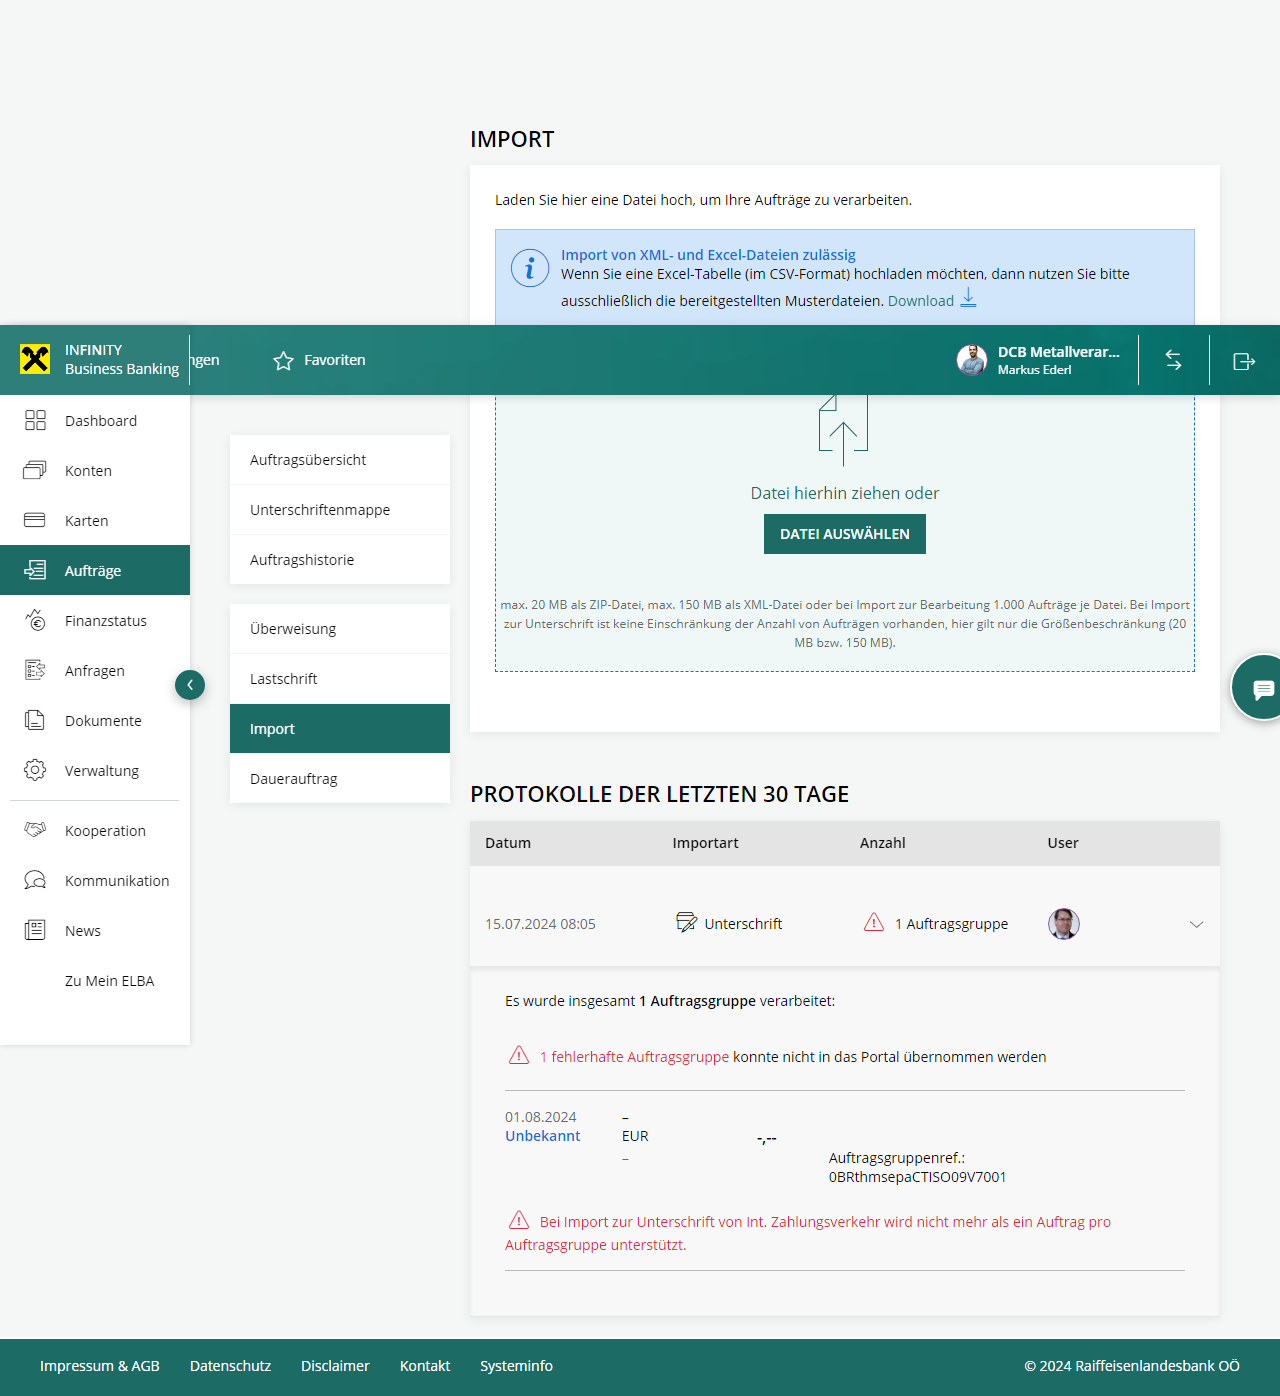 IMPORT
Laden Sie hier eine Datei hoch, um Ihre Aufträge zu verarbeiten.
Import von XML- und Excel-Dateien zulässig
Wenn Sie eine Excel-Tabelle (im CSV-Format) hochladen möchten, dann nutzen Sie bitte
ausschließlich die bereitgestellten Musterdateien. Download
INFINITY
Business Banking
ngen
Favoriten
DCB Metallverar...
Markus Ederl
Dashboard
Konten
Karten
Aufträge
Finanzstatus
Anfragen
Dokumente
Verwaltung
Kooperation
Kommunikation
News
Zu Mein ELBA
Auftragsübersicht
Unterschriftenmappe
Auftragshistorie
Überweisung
Lastschrift
Import
Dauerauftrag
Datei hierhin ziehen oder
DATEI AUSWÄHLEN
max. 20 MB als ZIP-Datei, max. 150 MB als XML-Datei oder bei Import zur Bearbeitung 1.000 Aufträge je Datei. Bei Import
zur Unterschrift ist keine Einschränkung der Anzahl von Aufträgen vorhanden, hier gilt nur die Größenbeschränkung (20
MB bzw. 150 MB).
PROTOKOLLE DER LETZTEN 30 TAGE
Datum Importart Anzahl User
15.07.2024 08:05 Unterschrift 1 Auftragsgruppe
Es wurde insgesamt 1 Auftragsgruppe verarbeitet:
1 fehlerhafte Auftragsgruppe konnte nicht in das Portal übernommen werden
01.08.2024 –
Unbekannt EUR -,--
–
Auftragsgruppenref.:
0BRthmsepaCTISO09V7001
Bei Import zur Unterschrift von Int. Zahlungsverkehr wird nicht mehr als ein Auftrag pro
Auftragsgruppe unterstützt.
Impressum & AGB Datenschutz Disclaimer Kontakt Systeminfo © 2024 Raiffeisenlandesbank OÖ